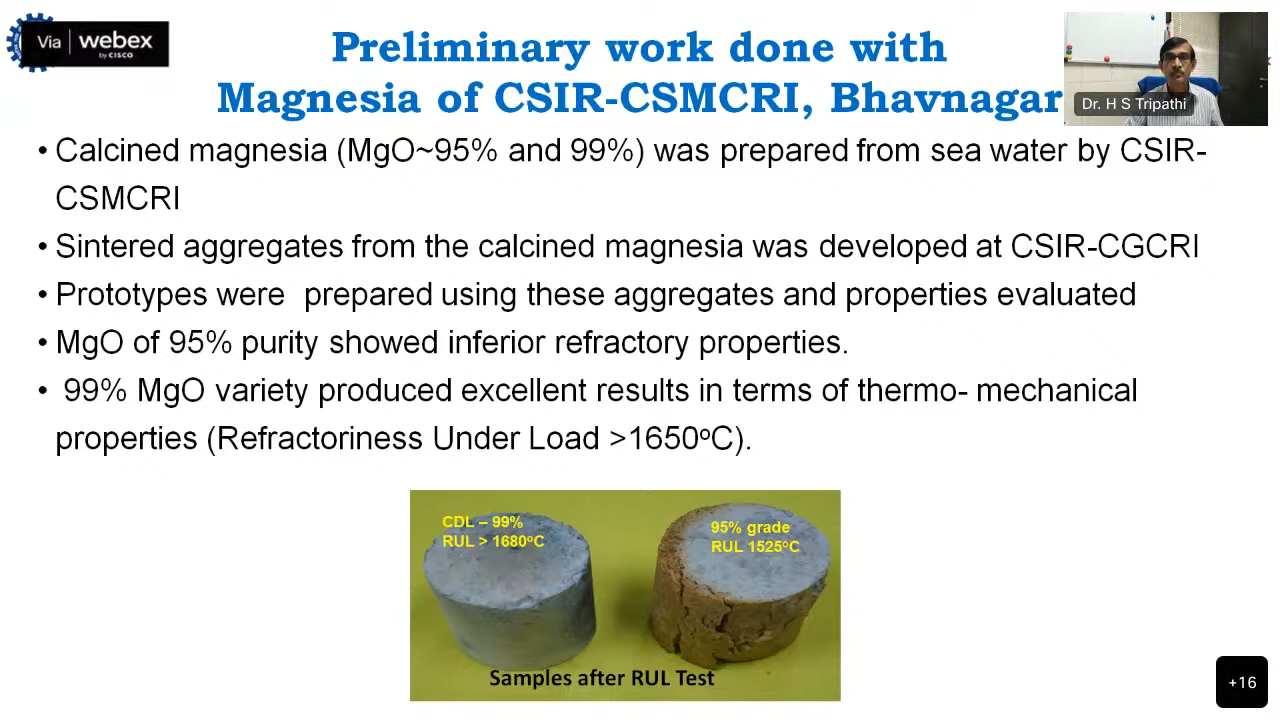 Via webex
by CISCO
Preliminary work done with
Magnesia of CSIR-CSMCRI, Bhavnagar
Dr. H S Tripathi
• Calcined magnesia (MgO~95% and 99%) was prepared from sea water by CSIR-
CSMCRI
• Sintered aggregates from the calcined magnesia was developed at CSIR-CGCRI
• Prototypes were  prepared using these aggregates and properties evaluated
• MgO of 95% purity showed inferior refractory properties.
• 99% MgO variety produced excellent results in terms of thermo- mechanical
properties (Refractoriness Under Load >1650ºC).
CDL – 99%
RUL > 1680ºC
95% grade
RUL 1525ºC
Samples after RUL Test
+16